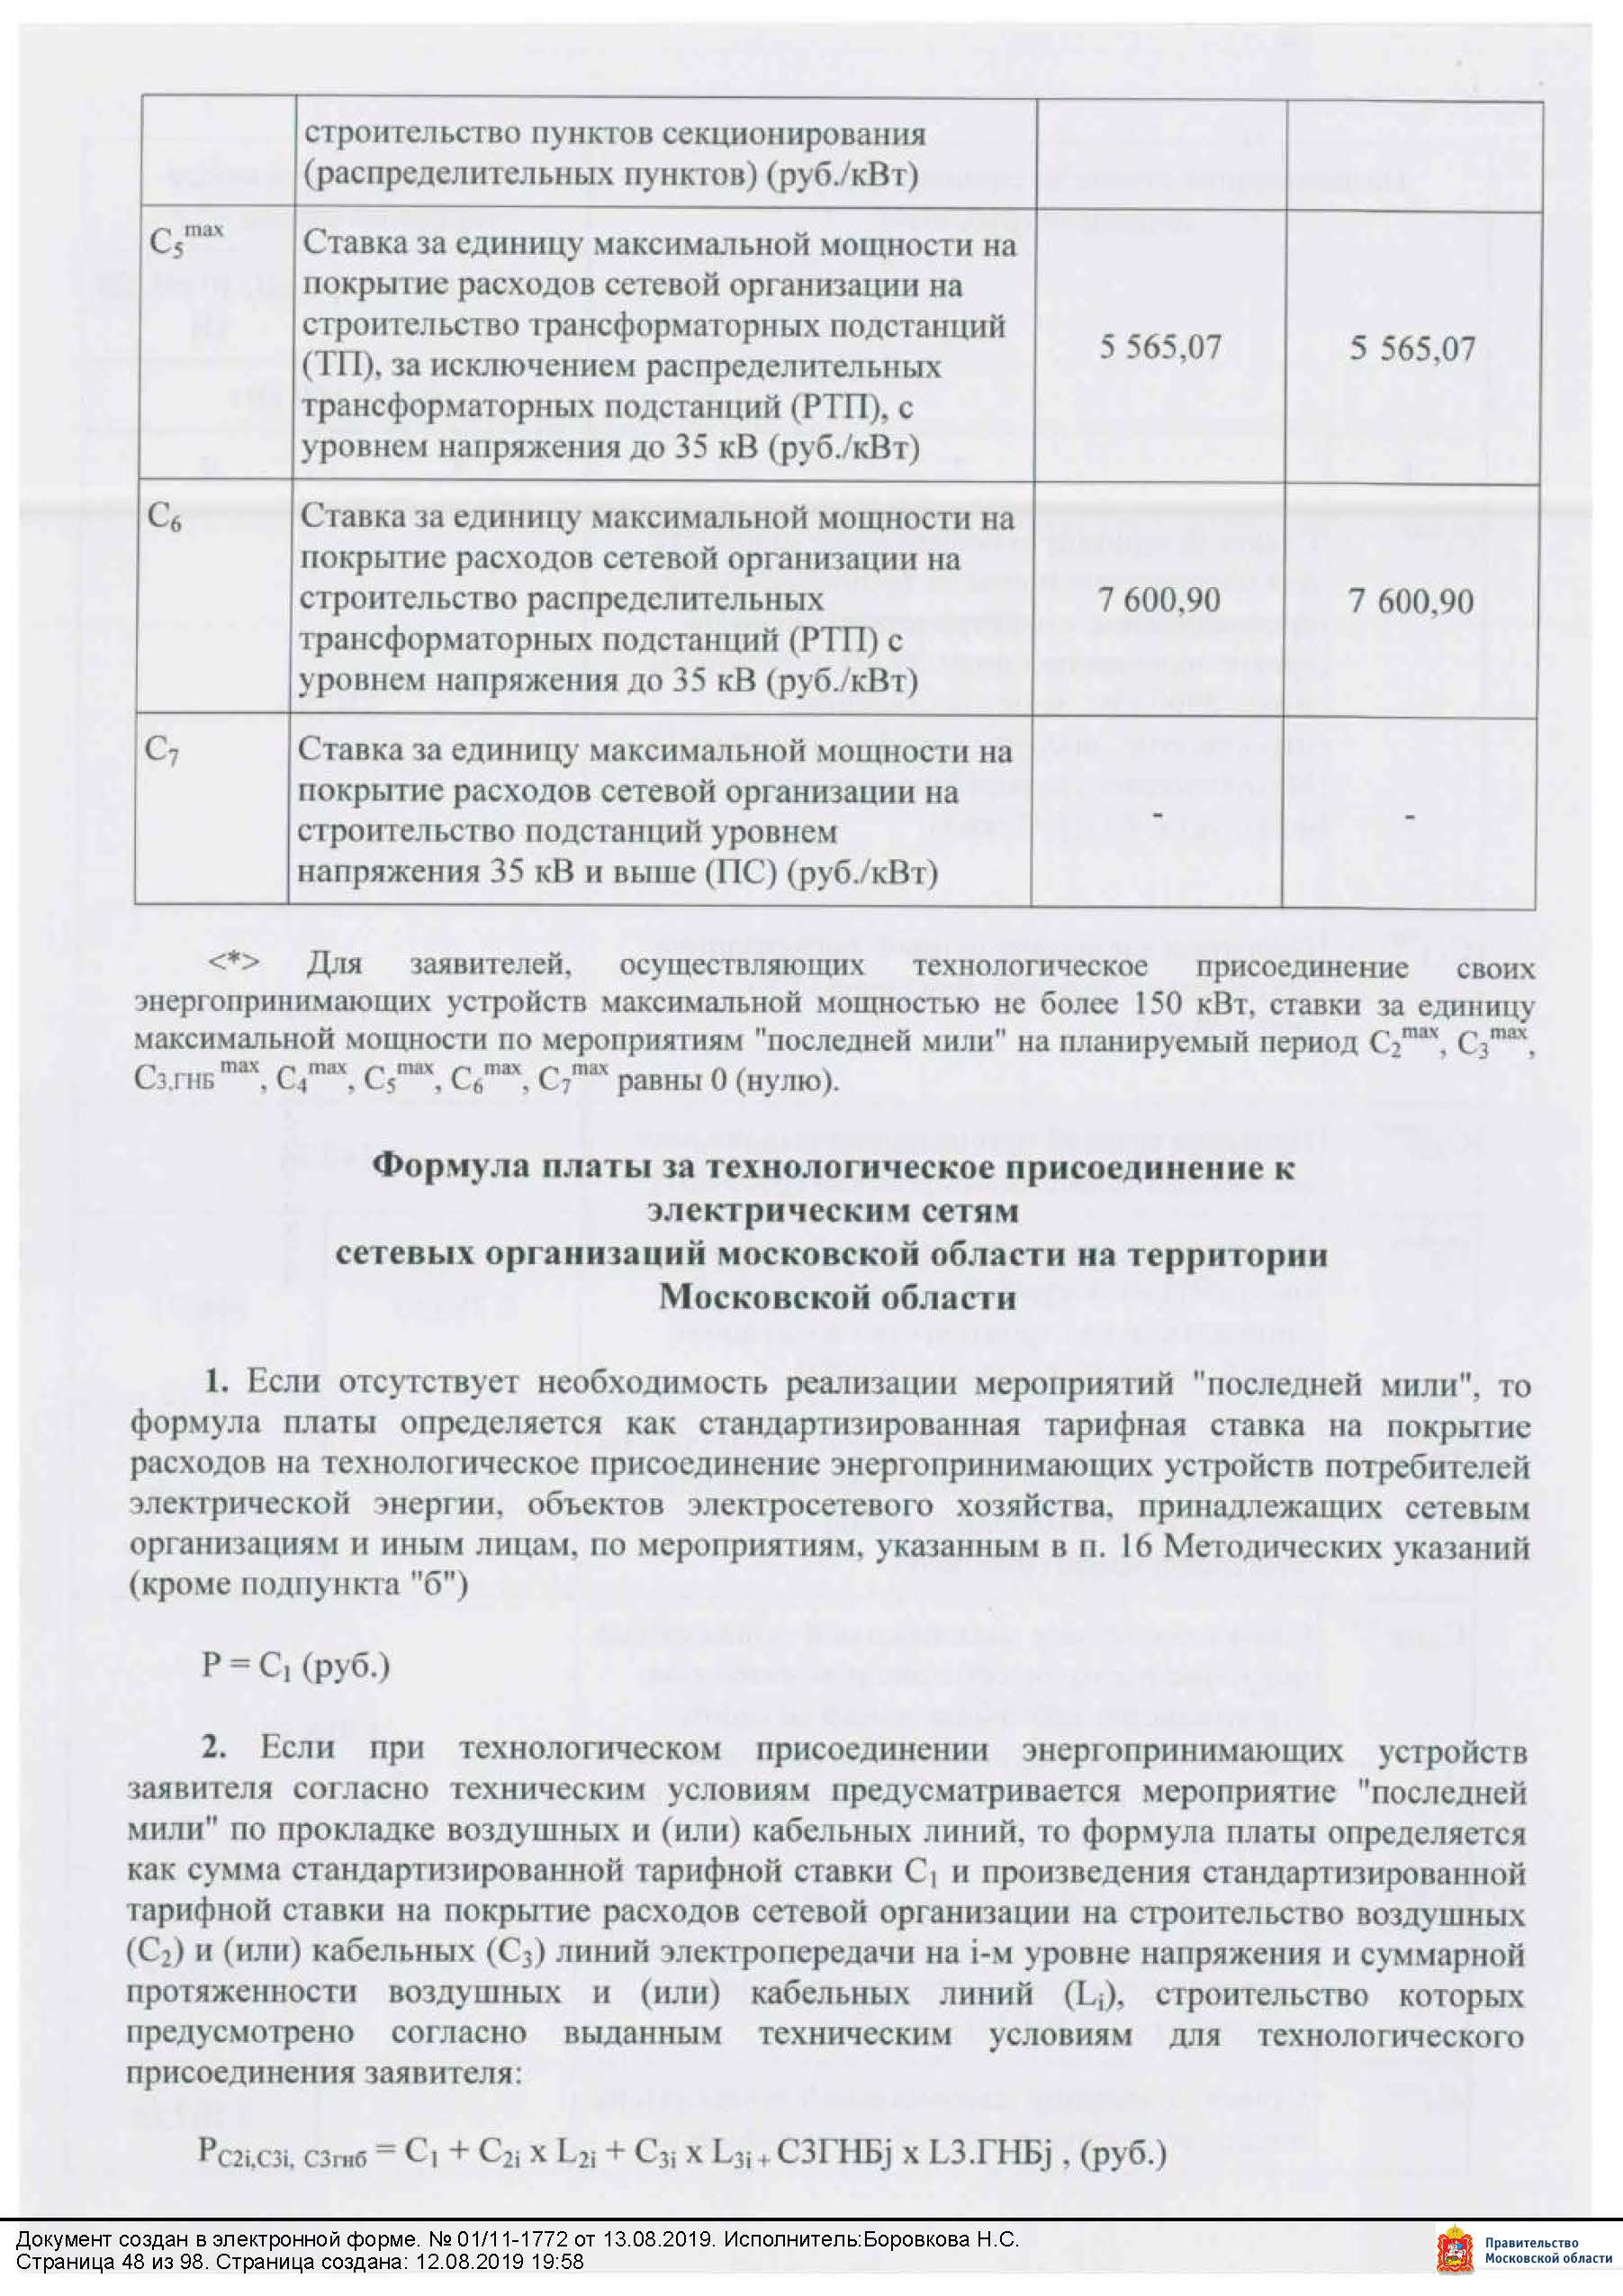 строительство пунктов секционирования
(распределительных пунктов) (руб./кВт)
C5max Ставка за единицу максимальной мощности на
покрытие расходов сетевой организации на
строительство трансформаторных подстанций
(ТП), за исключением распределительных
трансформаторных подстанций (РТП), с
уровнем напряжения до 35 кВ (руб./кВт)
5 565,07 5 565,07
C6 Ставка за единицу максимальной мощности на
покрытие расходов сетевой организации на
строительство распределительных
трансформаторных подстанций (РТП) с
уровнем напряжения до 35 кВ (руб./кВт)
7 600,90 7 600,90
C7 Ставка за единицу максимальной мощности на
покрытие расходов сетевой организации на
строительство подстанций уровнем
напряжения 35 кВ и выше (ПС) (руб./кВт)
- -
<*> Для заявителей, осуществляющих технологическое присоединение своих
энергопринимающих устройств максимальной мощностью не более 150 кВт, ставки за единицу
максимальной мощности по мероприятиям "последней мили" на планируемый период C2max, C3max,
C3.ГНБmax, C4max, C5max, C6max, C7max равны 0 (нулю).
Формула платы за технологическое присоединение к
электрическим сетям
сетевых организаций московской области на территории
Московской области
1. Если отсутствует необходимость реализации мероприятий "последней мили", то
формула платы определяется как стандартизированная тарифная ставка на покрытие
расходов на технологическое присоединение энергопринимающих устройств потребителей
электрической энергии, объектов электросетевого хозяйства, принадлежащих сетевым
организациям и иным лицам, по мероприятиям, указанным в п. 16 Методических указаний
(кроме подпункта "б")
P = C1 (руб.)
2. Если при технологическом присоединении энергопринимающих устройств
заявителя согласно техническим условиям предусматривается мероприятие "последней
мили" по прокладке воздушных и (или) кабельных линий, то формула платы определяется
как сумма стандартизированной тарифной ставки C1 и произведения стандартизированной
тарифной ставки на покрытие расходов сетевой организации на строительство воздушных
(C2) и (или) кабельных (C3) линий электропередачи на i-м уровне напряжения и суммарной
протяженности воздушных и (или) кабельных линий (Li), строительство которых
предусмотрено согласно выданным техническим условиям для технологического
присоединения заявителя:
PC2i,C3i, C3гнб = C1 + C2i x L2i + C3i x L3i + C3ГНБj x L3.ГНБj , (руб.)
Документ создан в электронной форме. № 01/11-1772 от 13.08.2019. Исполнитель:Боровкова Н.С.
Страница 48 из 98. Страница создана: 12.08.2019 19:58
Правительство
Московской области